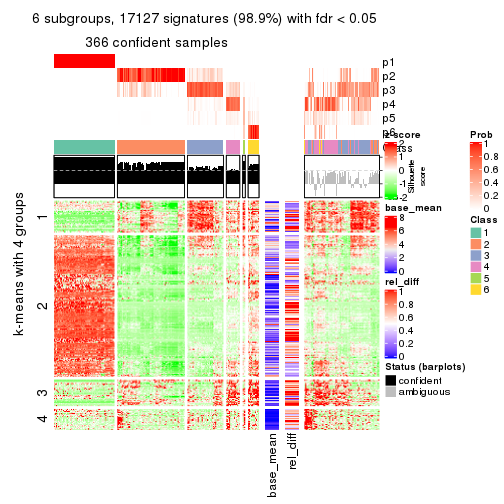 6 subgroups, 17127 signatures (98.9%) with fdr < 0.05
366 confident samples
p1
p2
p3
p4
p5
p6
Class
Silhouette
score
k-means with 4 groups
1
2
3
4
base_mean
rel_diff
z-score
2
1
0
-1
-2
base_mean
8
6
4
2
0
rel_diff
1
0.8
0.6
0.4
0.2
0
Status (barplots)
confident
ambiguous
Prob
1
0.8
0.6
0.4
0.2
0
Class
1
2
3
4
5
6